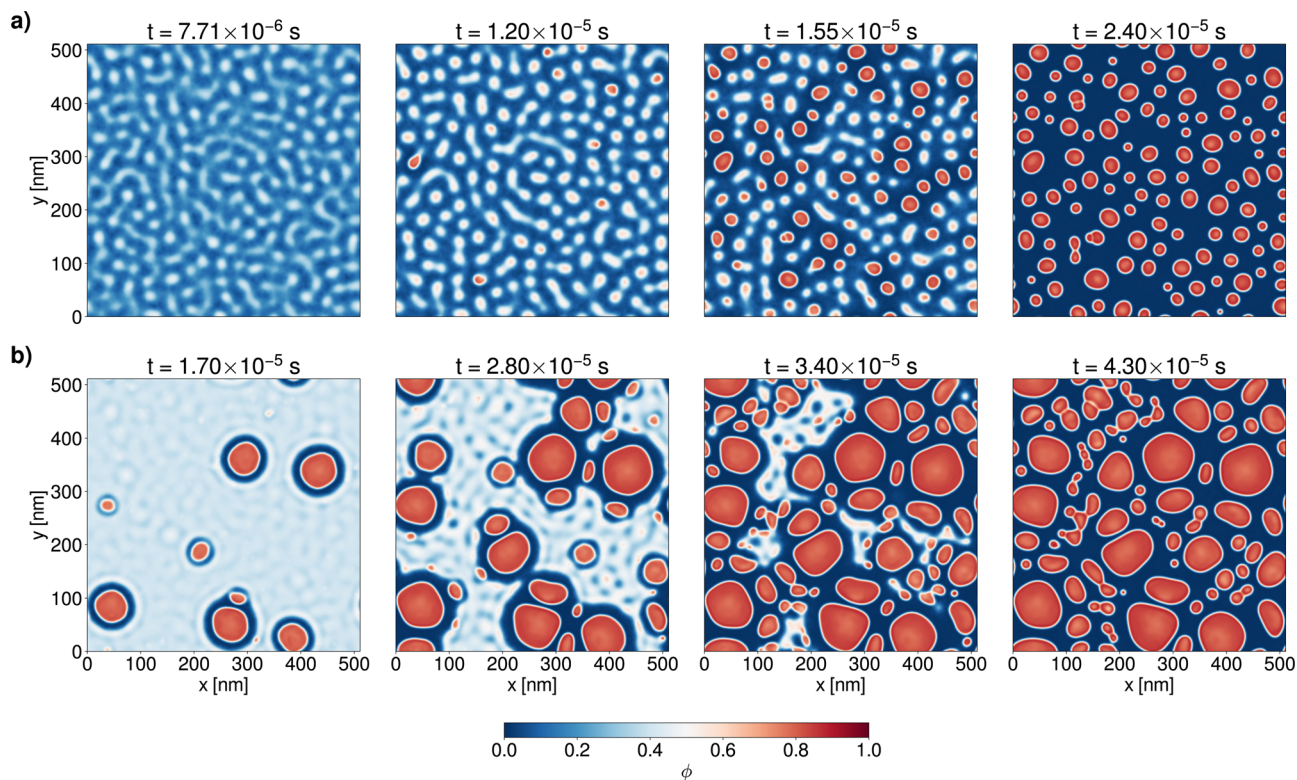 a)
t = 7.71×10⁻⁶ s
t = 1.20×10⁻⁵ s
t = 1.55×10⁻⁵ s
t = 2.40×10⁻⁵ s
500
400
300
200
100
0
y [nm]
b)
t = 1.70×10⁻⁵ s
t = 2.80×10⁻⁵ s
t = 3.40×10⁻⁵ s
t = 4.30×10⁻⁵ s
500
400
300
200
100
0
y [nm]
0 100 200 300 400 500
0 100 200 300 400 500
0 100 200 300 400 500
0 100 200 300 400 500
x [nm]
x [nm]
x [nm]
x [nm]
0.0 0.2 0.4 0.6 0.8 1.0
ϕ